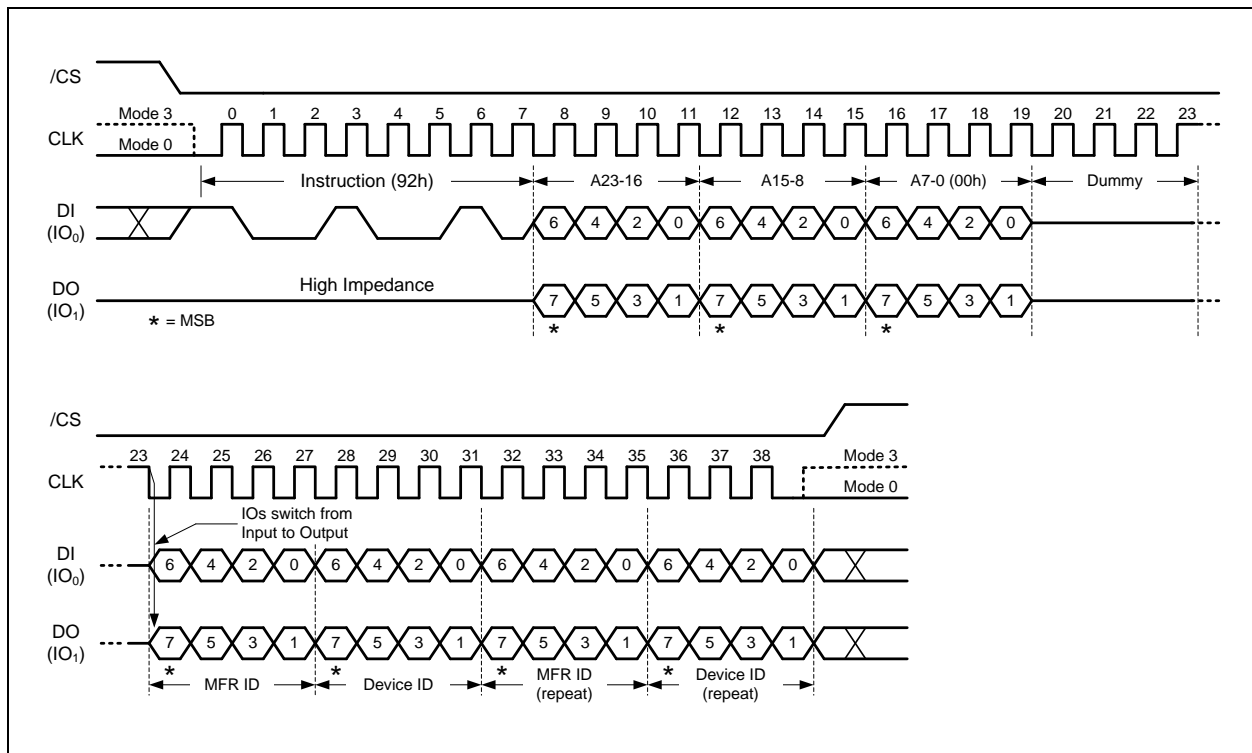 /CS
Mode 3 0 1 2 3 4 5 6 7 8 9 10 11 12 13 14 15 16 17 18 19 20 21 22 23
CLK
Mode 0
Instruction (92h) A23-16 A15-8 A7-0 (00h) Dummy
DI
(IO0)
6 4 2 0 6 4 2 0 6 4 2 0
High Impedance
DO
(IO1)
7 5 3 1 7 5 3 1 7 5 3 1
* = MSB * * *
/CS
23 24 25 26 27 28 29 30 31 32 33 34 35 36 37 38 Mode 3
CLK
Mode 0
IOs switch from
Input to Output
DI
(IO0)
6 4 2 0 6 4 2 0 6 4 2 0 6 4 2 0
DO
(IO1)
7 5 3 1 7 5 3 1 7 5 3 1 7 5 3 1
* * * *
MFR ID Device ID MFR ID
(repeat)
Device ID
(repeat)